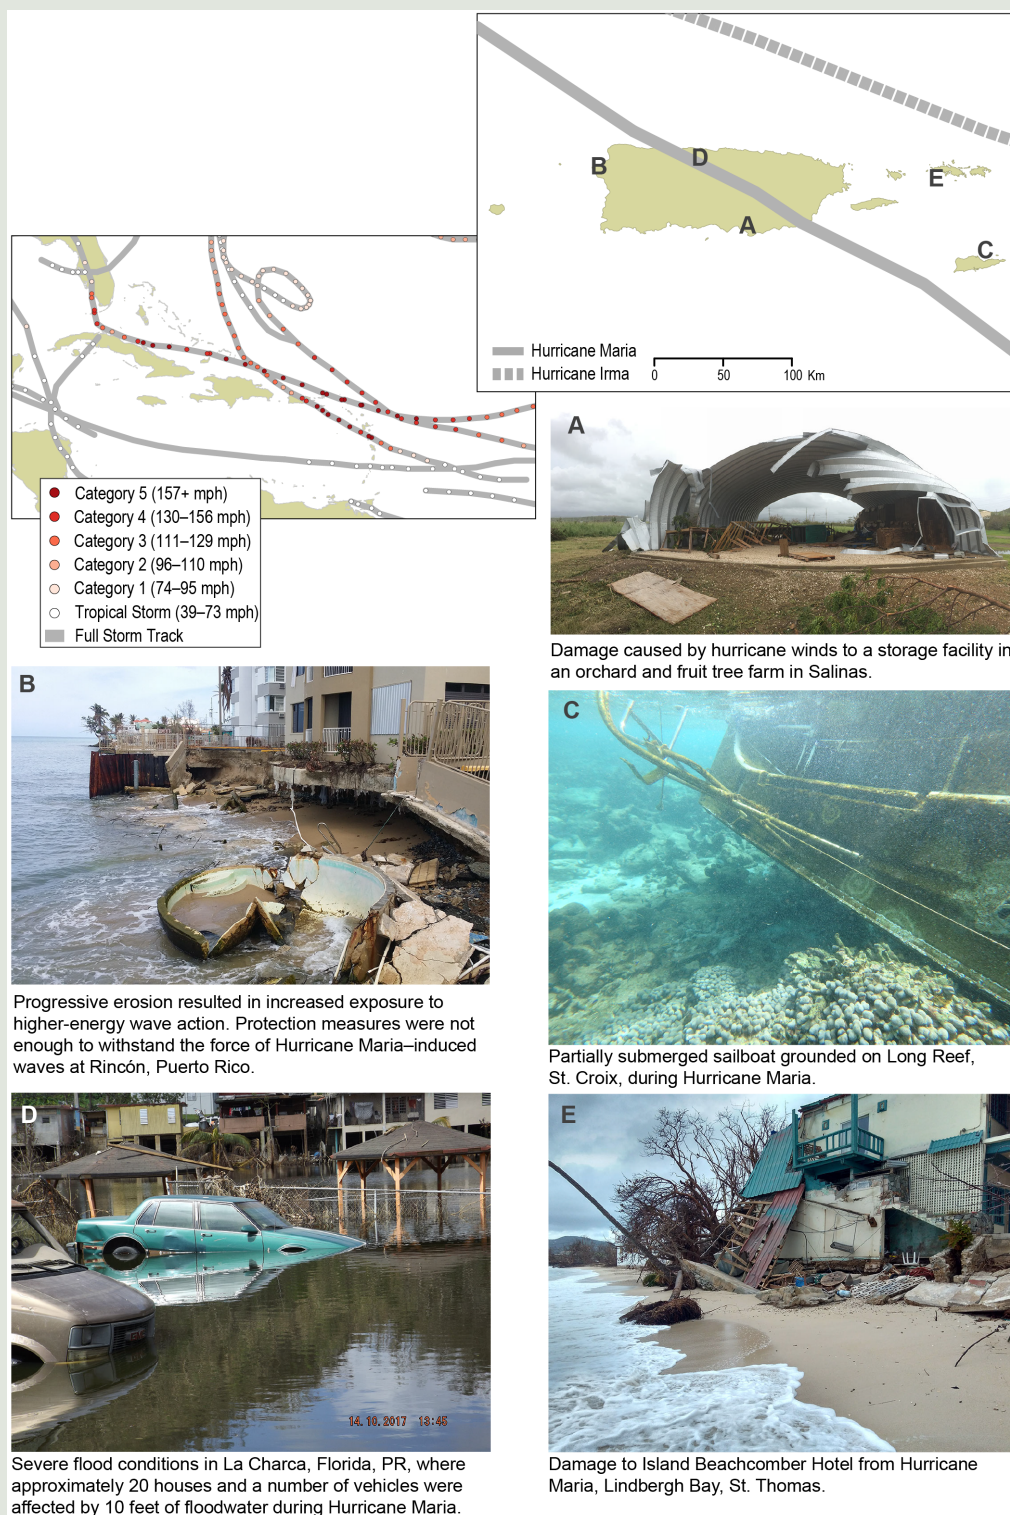 B
D
E
A
C
Hurricane Maria
Hurricane Irma
0 50 100 Km
Category 5 (157+ mph)
Category 4 (130–156 mph)
Category 3 (111–129 mph)
Category 2 (96–110 mph)
Category 1 (74–95 mph)
Tropical Storm (39–73 mph)
Full Storm Track
A
Damage caused by hurricane winds to a storage facility in
an orchard and fruit tree farm in Salinas.
B
Progressive erosion resulted in increased exposure to
higher-energy wave action. Protection measures were not
enough to withstand the force of Hurricane Maria–induced
waves at Rincón, Puerto Rico.
C
Partially submerged sailboat grounded on Long Reef,
St. Croix, during Hurricane Maria.
D
14.10.2017 13:45
Severe flood conditions in La Charca, Florida, PR, where
approximately 20 houses and a number of vehicles were
affected by 10 feet of floodwater during Hurricane Maria.
E
Damage to Island Beachcomber Hotel from Hurricane
Maria, Lindbergh Bay, St. Thomas.